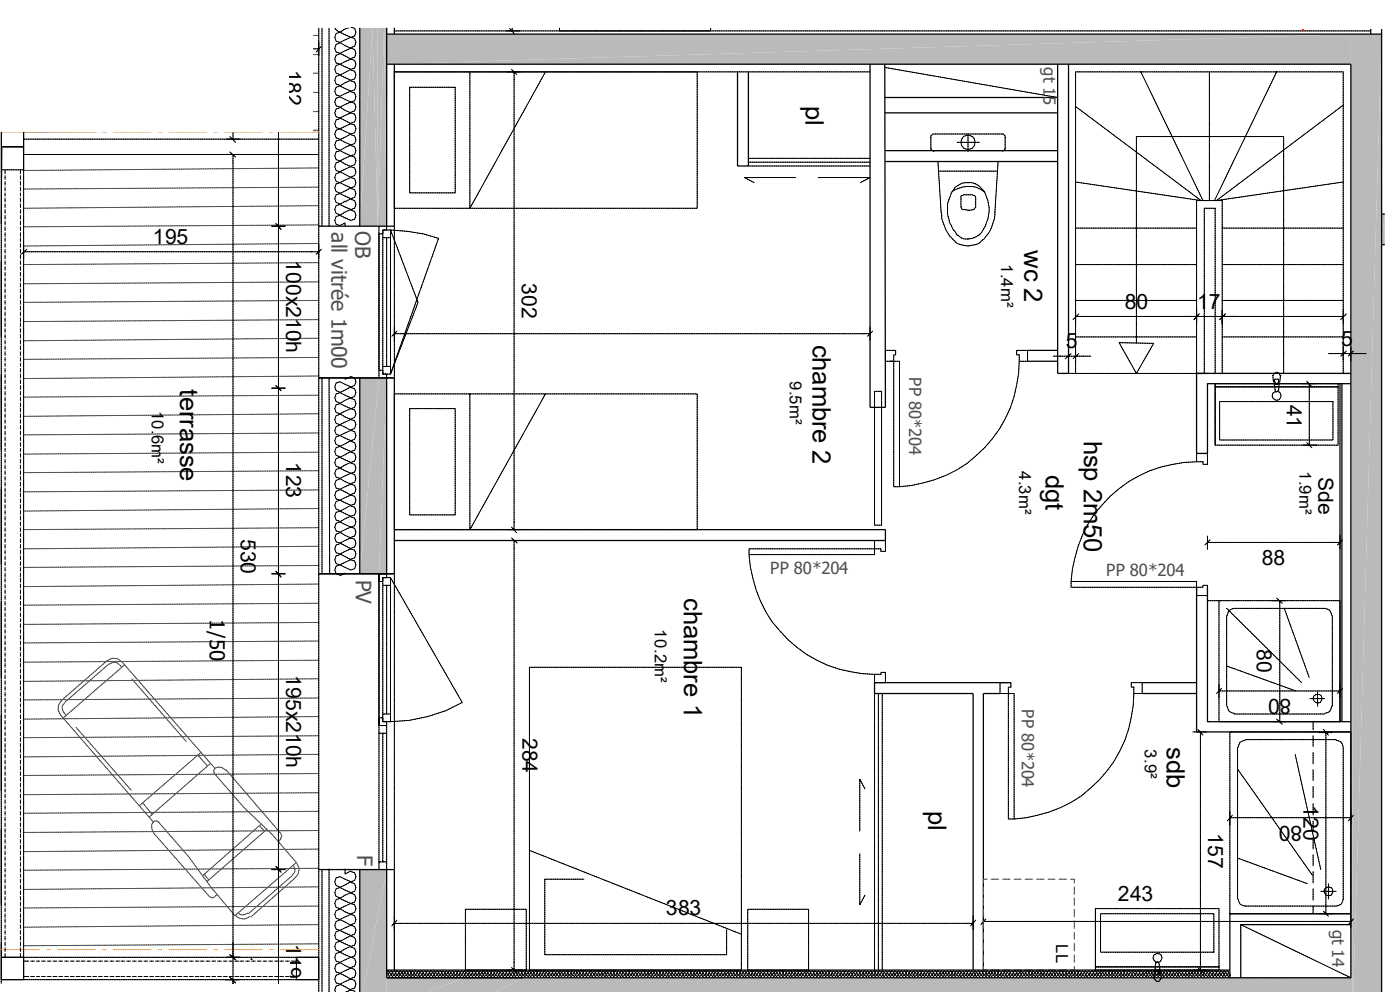 182
195
OB
all vitrée 1m00
100x210h
terrasse
10.6m²
123
530
1/50
PV
195x210h
F
119
pl
302
chambre 2
9.5m²
gt 15
wc 2
1.4m²
PP 80*204
80
17
5
5
41
Sde
1.9m²
hsp 2m50
dgt
4.3m²
88
PP 80*204
PP 80*204
80
80
chambre 1
10.2m²
284
383
pl
PP 80*204
sdb
3.9²
157
120
80
243
LL
gt 14